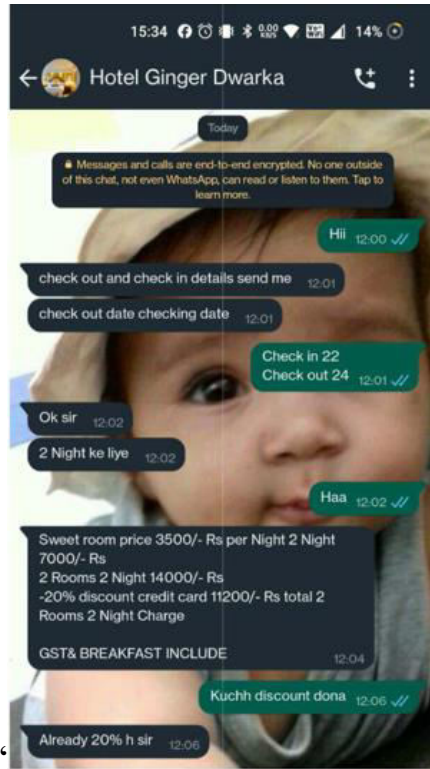 15:34 0.00 KB/S 14%
Hotel Ginger Dwarka
Today
Messages and calls are end-to-end encrypted. No one outside
of this chat, not even WhatsApp, can read or listen to them. Tap to
learn more.
Hii 12:00
check out and check in details send me 12:01
check out date checking date 12:01
Check in 22
Check out 24 12:01
Ok sir 12:02
2 Night ke liye 12:02
Haa 12:02
Sweet room price 3500/- Rs per Night 2 Night
7000/- Rs
2 Rooms 2 Night 14000/- Rs
-20% discount credit card 11200/- Rs total 2
Rooms 2 Night Charge
GST& BREAKFAST INCLUDE
12:04
Kuchh discount dona 12:06
Already 20% h sir 12:06
‘